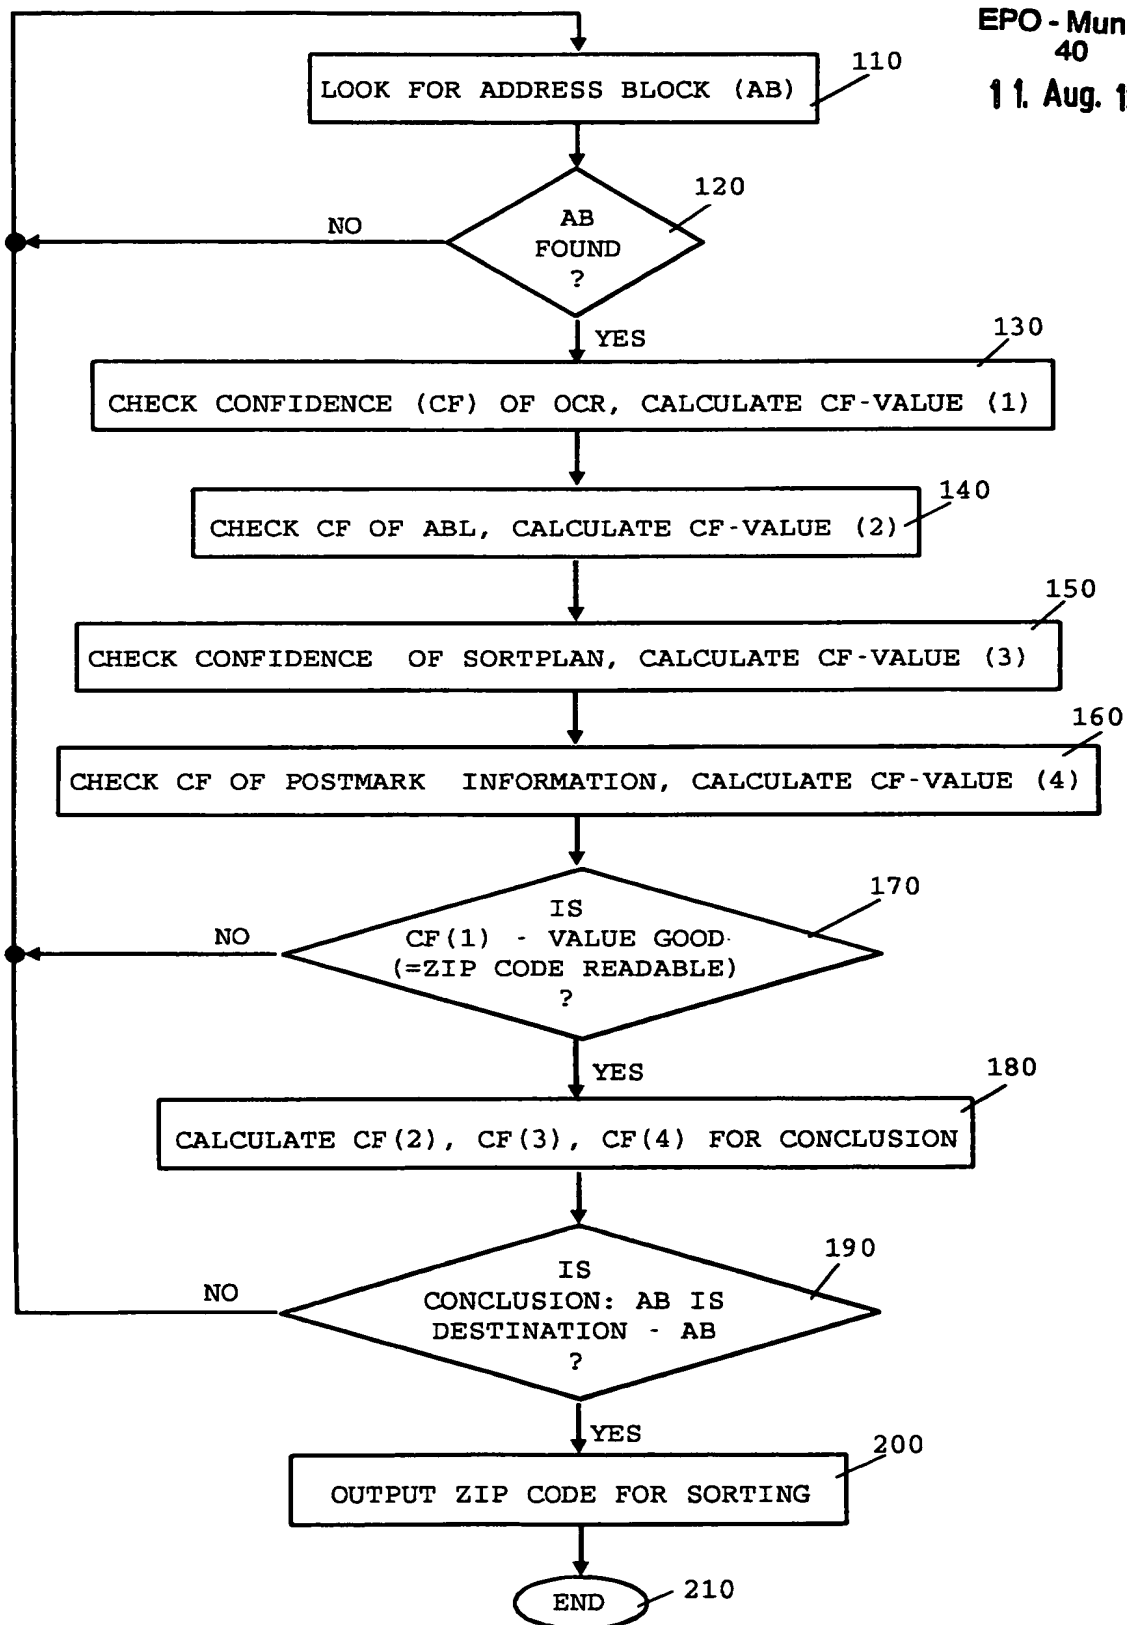 EPO - Mun
40
11. Aug. 1
110
LOOK FOR ADDRESS BLOCK (AB)
120
AB
FOUND
?
NO
YES
130
CHECK CONFIDENCE (CF) OF OCR, CALCULATE CF-VALUE (1)
140
CHECK CF OF ABL, CALCULATE CF-VALUE (2)
150
CHECK CONFIDENCE OF SORTPLAN, CALCULATE CF-VALUE (3)
160
CHECK CF OF POSTMARK INFORMATION, CALCULATE CF-VALUE (4)
170
IS
CF(1) - VALUE GOOD
(=ZIP CODE READABLE)
?
NO
YES
180
CALCULATE CF(2), CF(3), CF(4) FOR CONCLUSION
190
IS
CONCLUSION: AB IS
DESTINATION - AB
?
NO
YES
200
OUTPUT ZIP CODE FOR SORTING
END
210